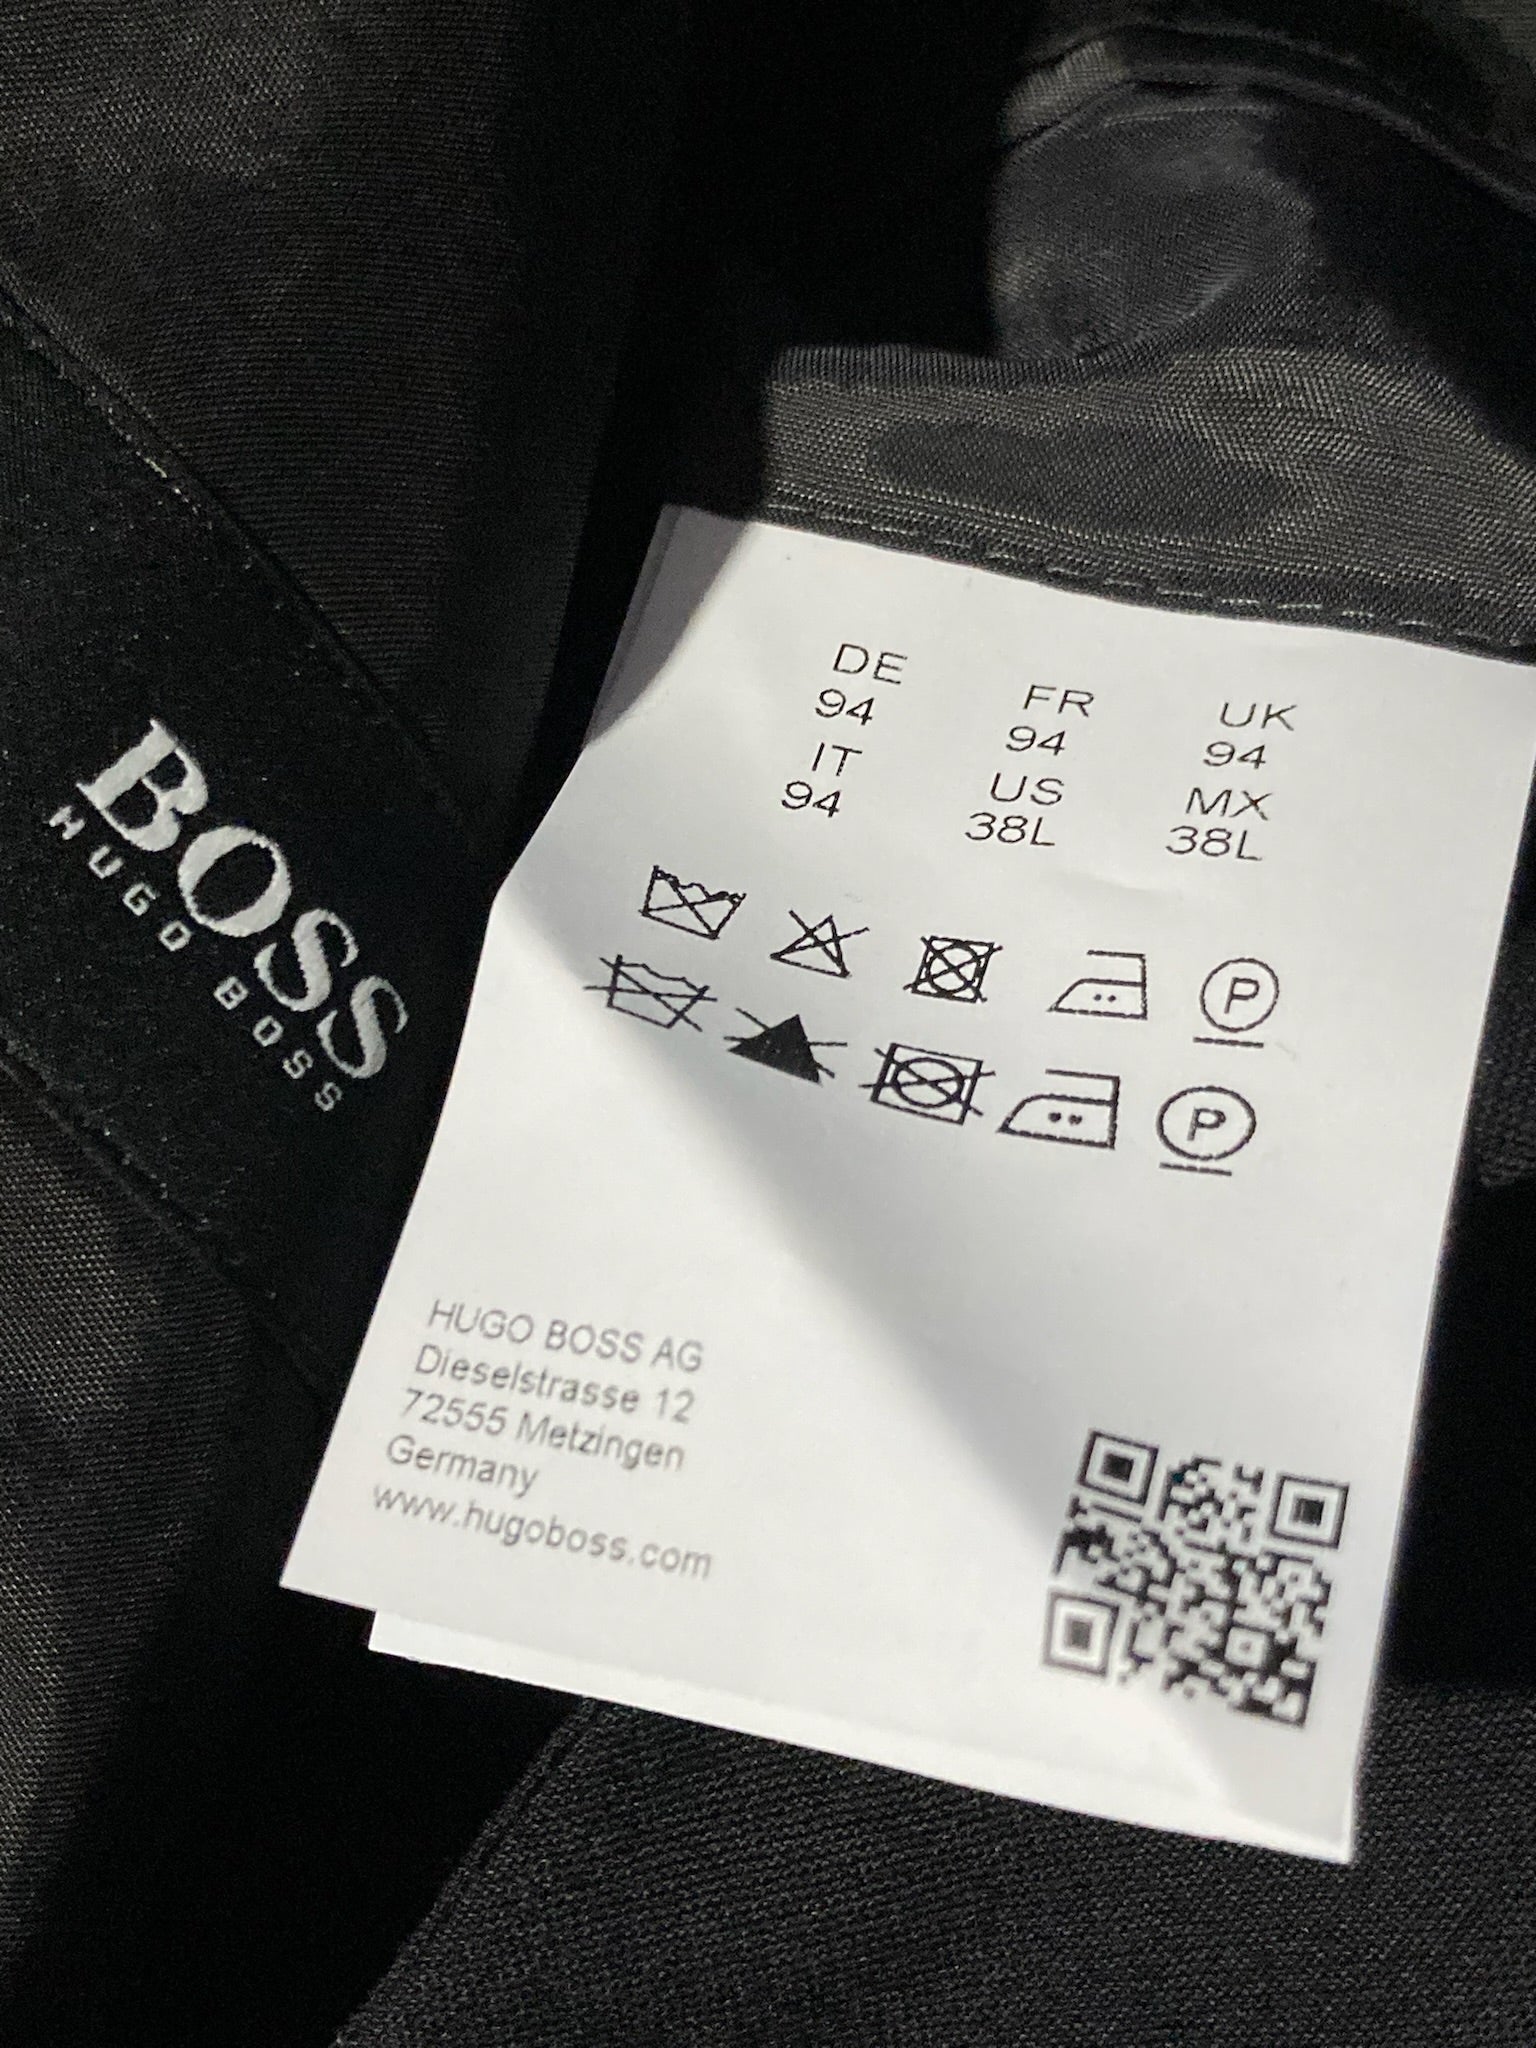 BOSS
HUGO BOSS
DE FR UK
94 94 94
IT US MX
94 38L 38L
P
P
HUGO BOSS AG
Dieselstrasse 12
72555 Metzingen
Germany
www.hugoboss.com